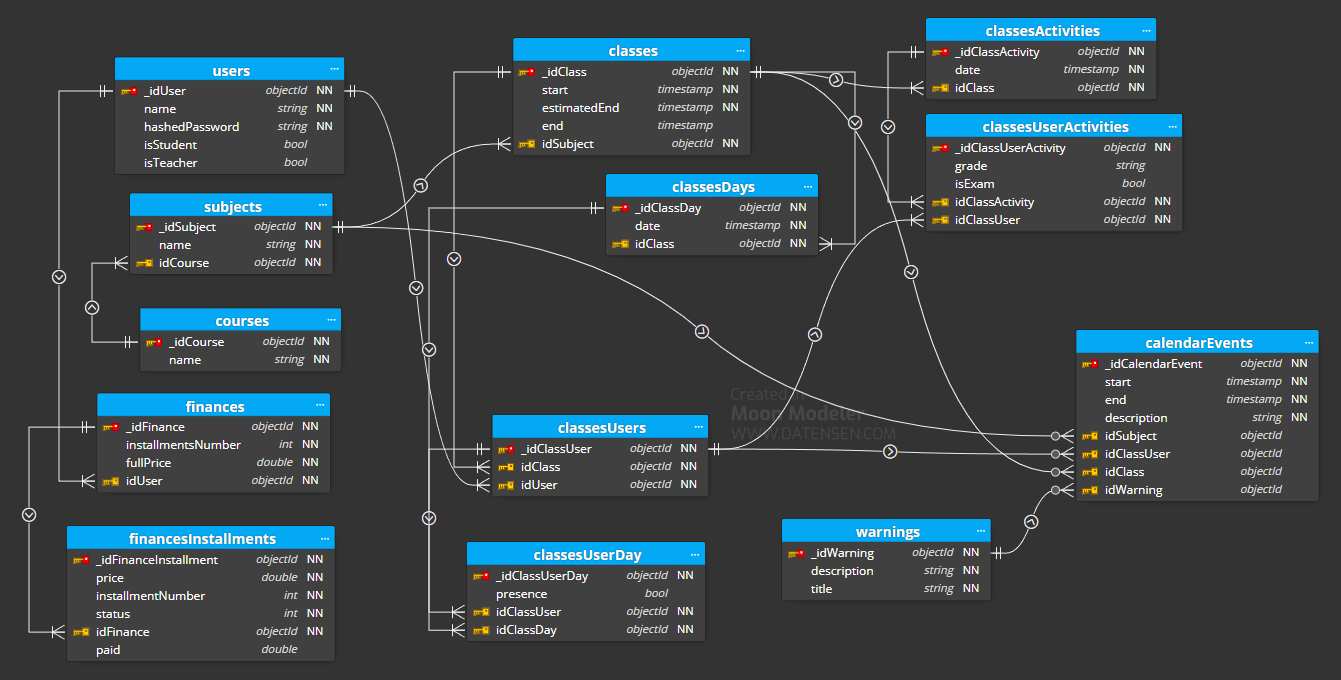 users ...
_idUser objectId NN
name string NN
hashedPassword string NN
isStudent bool
isTeacher bool
subjects ...
_idSubject objectId NN
name string NN
idCourse objectId NN
courses ...
_idCourse objectId NN
name string NN
finances ...
_idFinance objectId NN
installmentsNumber int NN
fullPrice double NN
idUser objectId NN
financesInstallments ...
_idFinanceInstallment objectId NN
price double NN
installmentNumber int NN
status int NN
idFinance objectId NN
paid double
classes ...
_idClass objectId NN
start timestamp NN
estimatedEnd timestamp NN
end timestamp
idSubject objectId NN
classesDays ...
_idClassDay objectId NN
date timestamp NN
idClass objectId NN
classesUsers ...
_idClassUser objectId NN
idClass objectId NN
idUser objectId NN
classesUserDay ...
_idClassUserDay objectId NN
presence bool
idClassUser objectId NN
idClassDay objectId NN
Created in
Moon Modeler
WWW.DATENSEN.COM
classesActivities ...
_idClassActivity objectId NN
date timestamp NN
idClass objectId NN
classesUserActivities ...
_idClassUserActivity objectId NN
grade string
isExam bool
idClassActivity objectId NN
idClassUser objectId NN
calendarEvents ...
_idCalendarEvent objectId NN
start timestamp NN
end timestamp NN
description string NN
idSubject objectId
idClassUser objectId
idClass objectId
idWarning objectId
warnings ...
_idWarning objectId NN
description string NN
title string NN